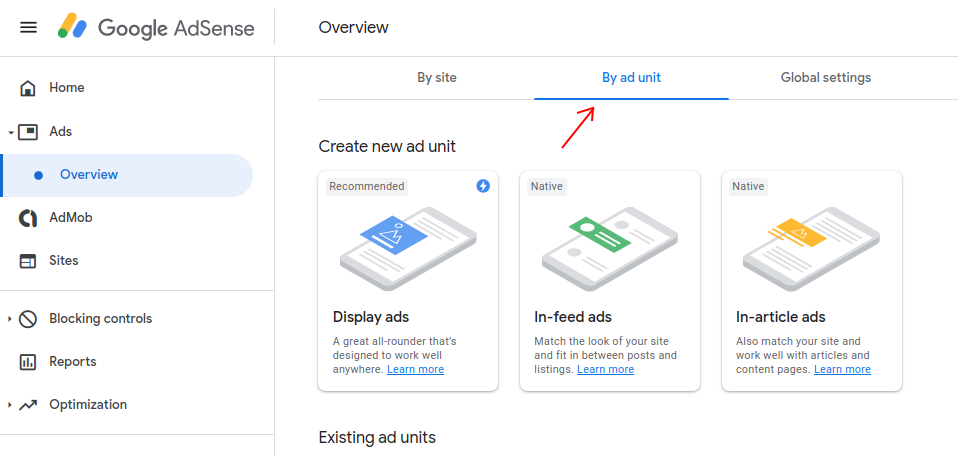 Google AdSense
Overview
Home
Ads
Overview
AdMob
Sites
Blocking controls
Reports
Optimization
By site
By ad unit
Global settings
Create new ad unit
Recommended
Display ads
A great all-rounder that's
designed to work well
anywhere. Learn more
Native
In-feed ads
Match the look of your site
and fit in between posts and
listings. Learn more
Native
In-article ads
Also match your site and
work well with articles and
content pages. Learn more
Existing ad units